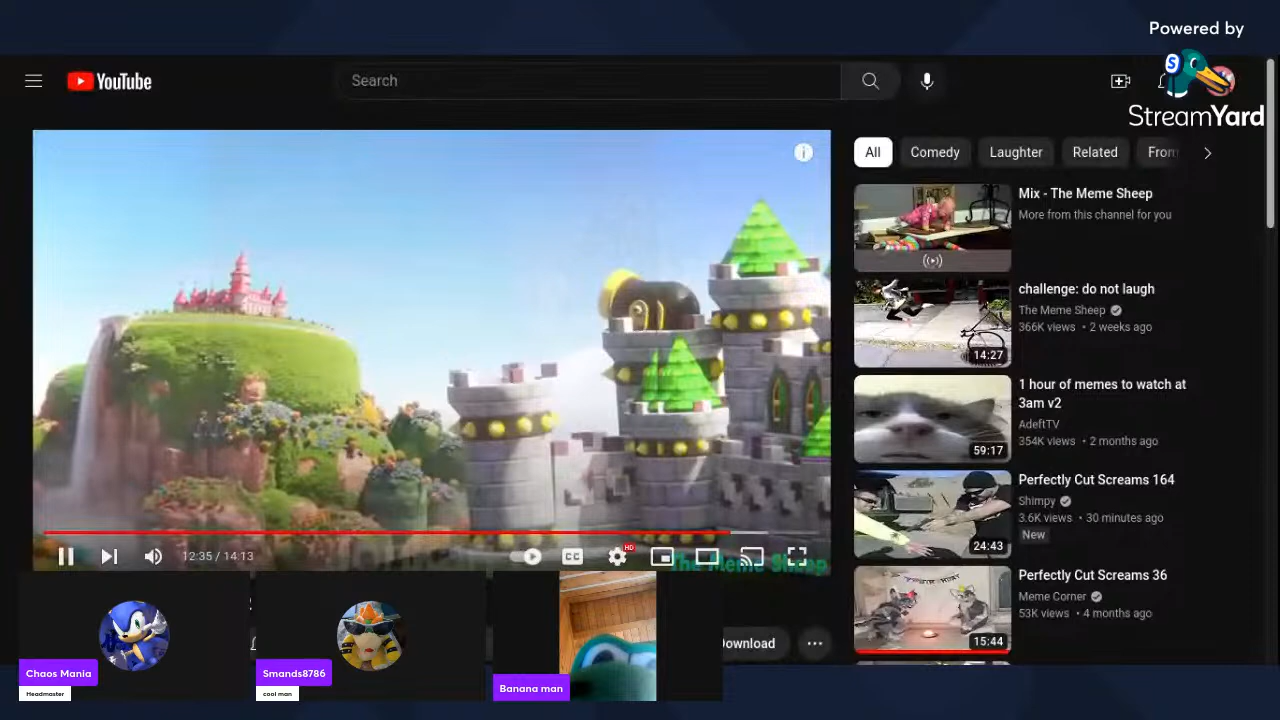 Powered by
StreamYard
YouTube
Search
All
Comedy
Laughter
Related
From
Mix - The Meme Sheep
More from this channel for you
challenge: do not laugh
The Meme Sheep
366K views • 2 weeks ago
14:27
1 hour of memes to watch at
3am v2
AdeftTV
354K views • 2 months ago
59:17
Perfectly Cut Screams 164
Shimpy
3.6K views • 30 minutes ago
New
24:43
Perfectly Cut Screams 36
Meme Corner
53K views • 4 months ago
15:44
12:35 / 14:13
CC
HD
The Meme Sheep
Download
Chaos Mania
Headmaster
Smands8786
cool man
Banana man